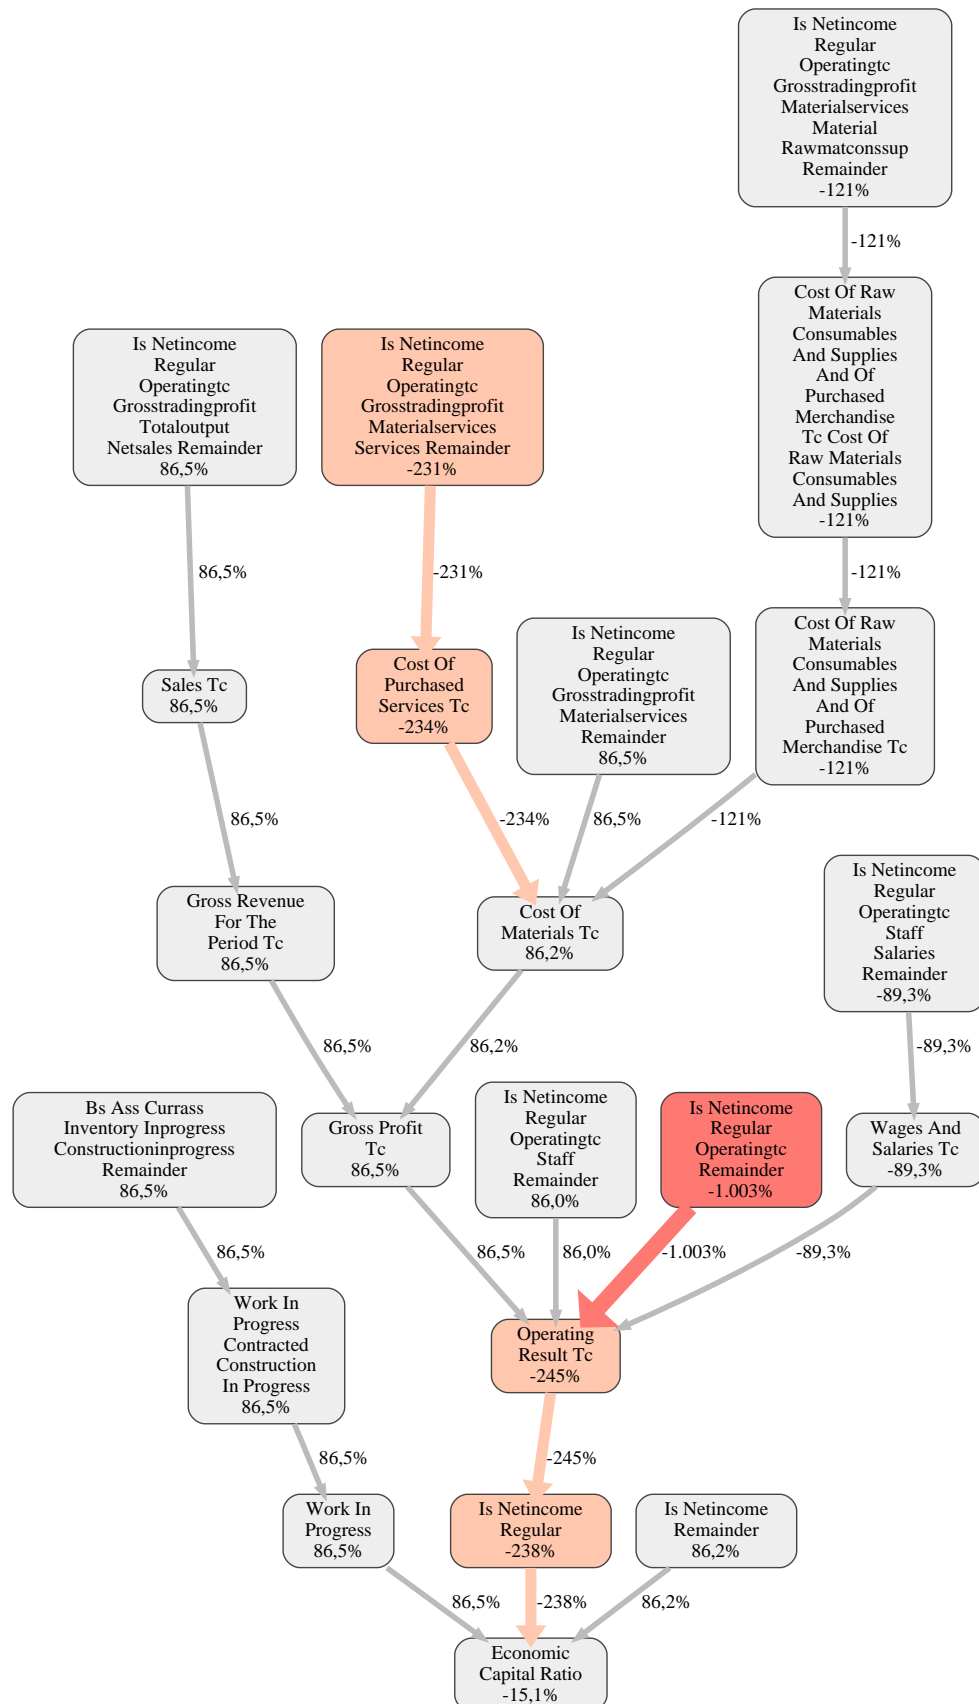 Is Netincome
Regular
Operatingtc
Grosstradingprofit
Materialservices
Material
Rawmatconssup
Remainder
-121%
-121%
Cost Of Raw
Materials
Consumables
And Supplies
And Of
Purchased
Merchandise
Tc Cost Of
Raw Materials
Consumables
And Supplies
-121%
Is Netincome
Regular
Operatingtc
Grosstradingprofit
Totaloutput
Netsales Remainder
86,5%
Is Netincome
Regular
Operatingtc
Grosstradingprofit
Materialservices
Services Remainder
-231%
86,5%
-231%
-121%
Is Netincome
Regular
Operatingtc
Grosstradingprofit
Materialservices
Remainder
86,5%
Cost Of Raw
Materials
Consumables
And Supplies
And Of
Purchased
Merchandise Tc
-121%
Sales Tc
86,5%
Cost Of
Purchased
Services Tc
-234%
86,5%
-234%
86,5%
-121%
Gross Revenue
For The
Period Tc
86,5%
Cost Of
Materials Tc
86,2%
Is Netincome
Regular
Operatingtc
Staff
Salaries
Remainder
-89,3%
86,5%
86,2%
-89,3%
Bs Ass Currass
Inventory Inprogress
Constructioninprogress
Remainder
86,5%
Gross Profit
Tc
86,5%
Is Netincome
Regular
Operatingtc
Staff
Remainder
86,0%
Is Netincome
Regular
Operatingtc
Remainder
-1.003%
Wages And
Salaries Tc
-89,3%
86,5%
86,5%
86,0%
-1.003%
-89,3%
Work In
Progress
Contracted
Construction
In Progress
86,5%
Operating
Result Tc
-245%
86,5%
-245%
Work In
Progress
86,5%
Is Netincome
Regular
-238%
Is Netincome
Remainder
86,2%
86,5%
-238%
86,2%
Economic
Capital Ratio
-15,1%